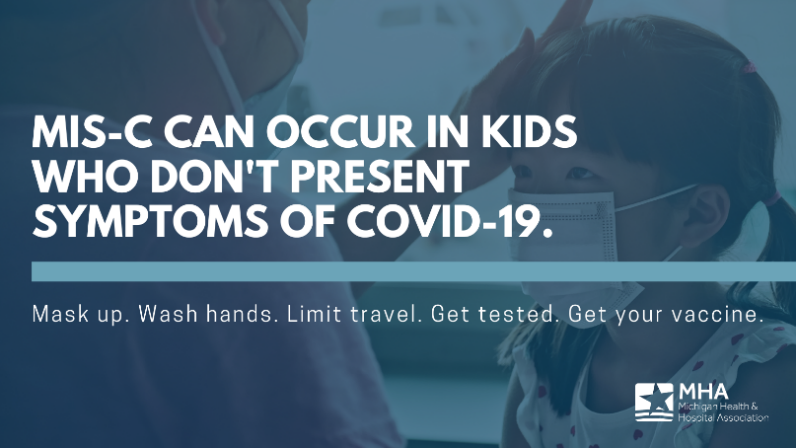 MIS-C CAN OCCUR IN KIDS
WHO DON'T PRESENT
SYMPTOMS OF COVID-19.
Mask up. Wash hands. Limit travel. Get tested. Get your vaccine.
MHA
Michigan Health &
Hospital Association